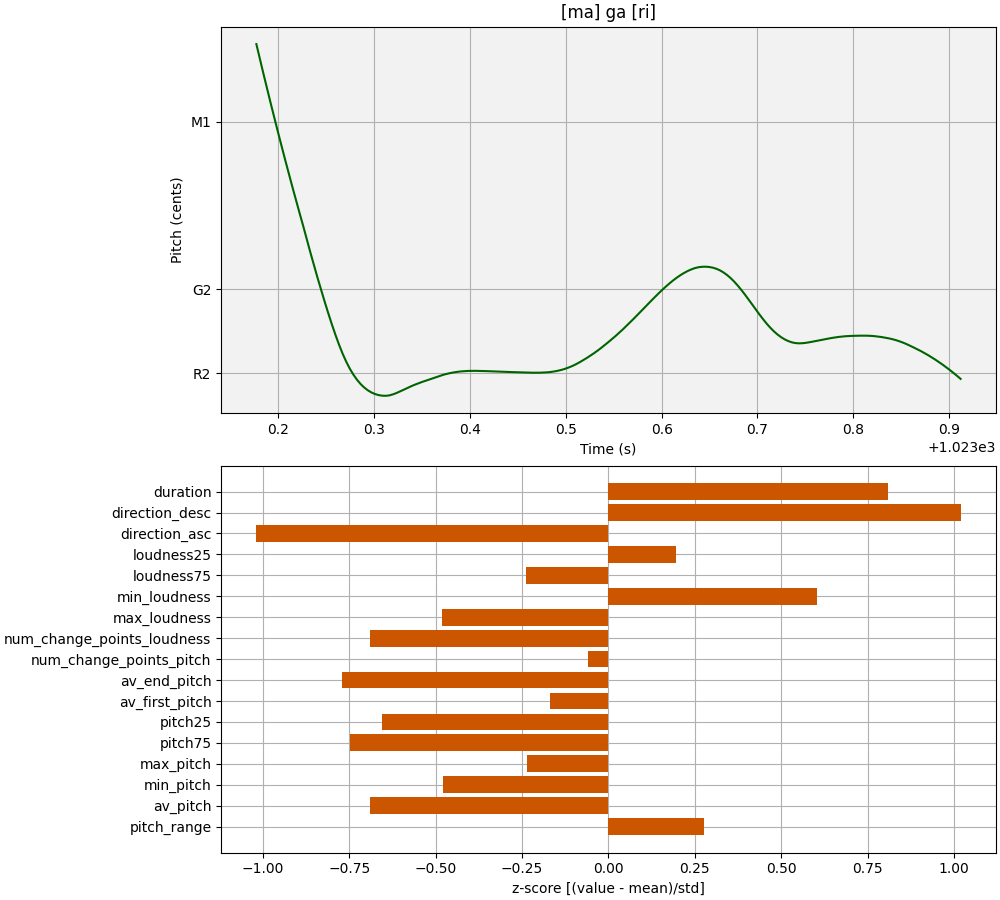 [ma] ga [ri]
M1
G2
R2
Pitch (cents)
0.2 0.3 0.4 0.5 0.6 0.7 0.8 0.9
Time (s)
+1.023e3
duration
direction_desc
direction_asc
loudness25
loudness75
min_loudness
max_loudness
num_change_points_loudness
num_change_points_pitch
av_end_pitch
av_first_pitch
pitch25
pitch75
max_pitch
min_pitch
av_pitch
pitch_range
−1.00 −0.75 −0.50 −0.25 0.00 0.25 0.50 0.75 1.00
z-score [(value - mean)/std]